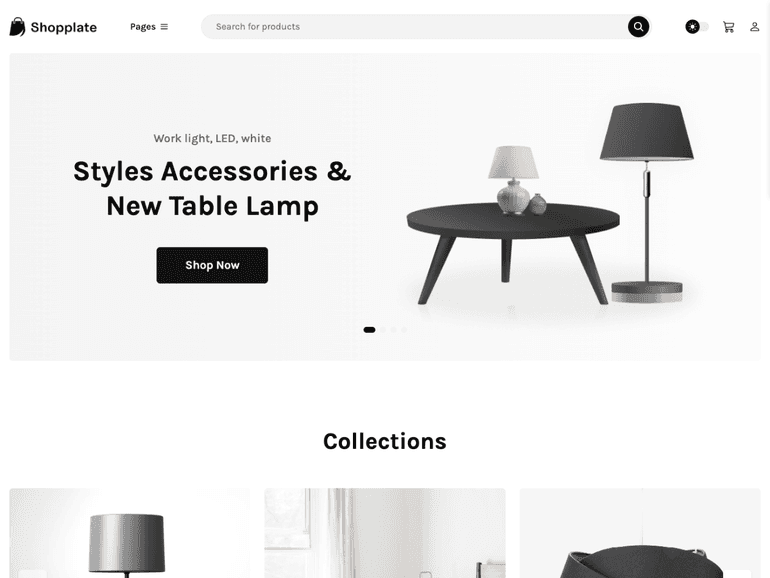 Shopplate
Pages
Search for products
Work light, LED, white
Styles Accessories &
New Table Lamp
Shop Now
Collections